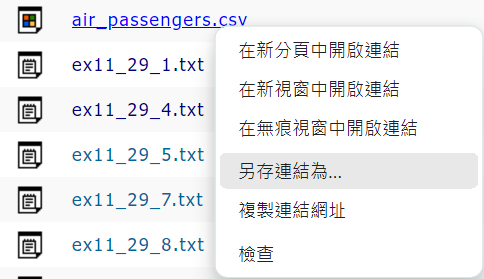 air_passengers.csv
ex11_29_1.txt
ex11_29_4.txt
ex11_29_5.txt
ex11_29_7.txt
ex11_29_8.txt
在新分頁中開啟連結
在新視窗中開啟連結
在無痕視窗中開啟連結
另存連結為...
複製連結網址
檢查